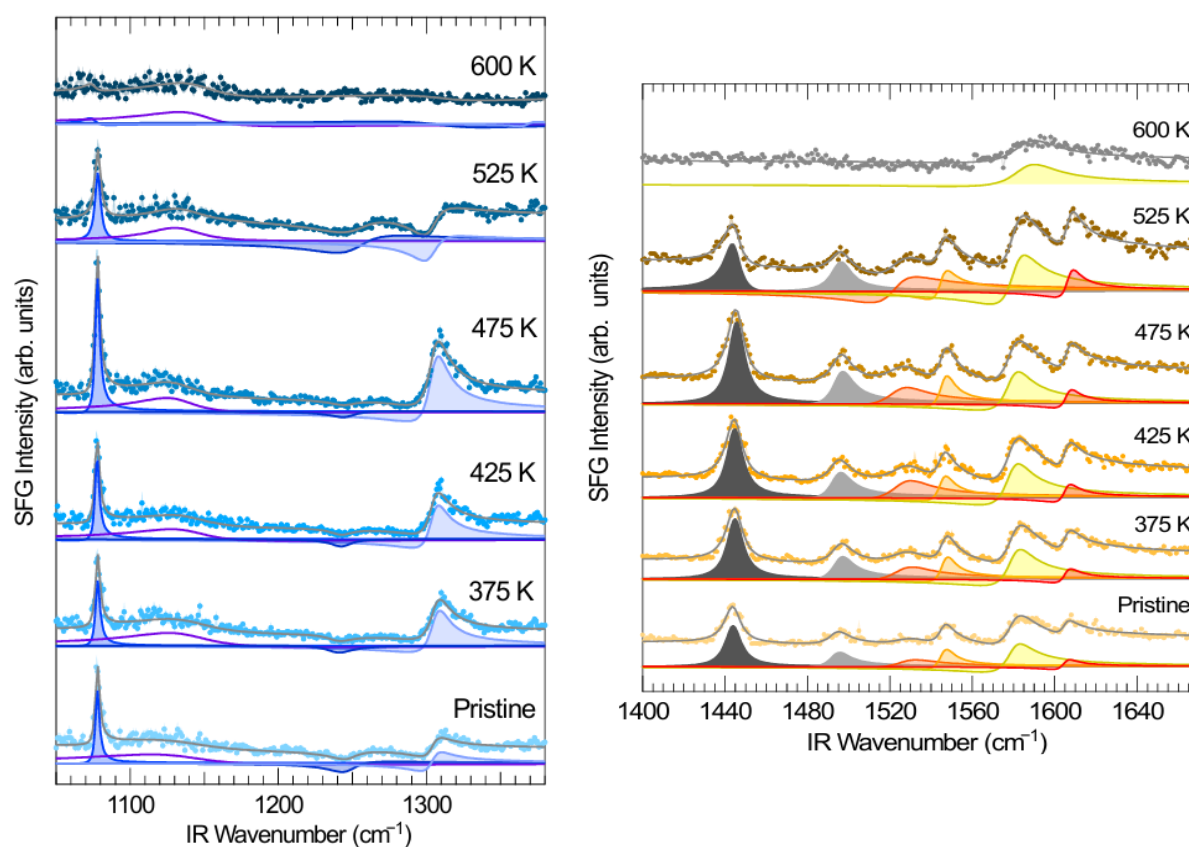 600 K
525 K
475 K
425 K
375 K
Pristine
SFG Intensity (arb. units)
1100 1200 1300
IR Wavenumber (cm⁻¹)
600 K
525 K
475 K
425 K
375 K
Pristine
SFG Intensity (arb. units)
1400 1440 1480 1520 1560 1600 1640
IR Wavenumber (cm⁻¹)